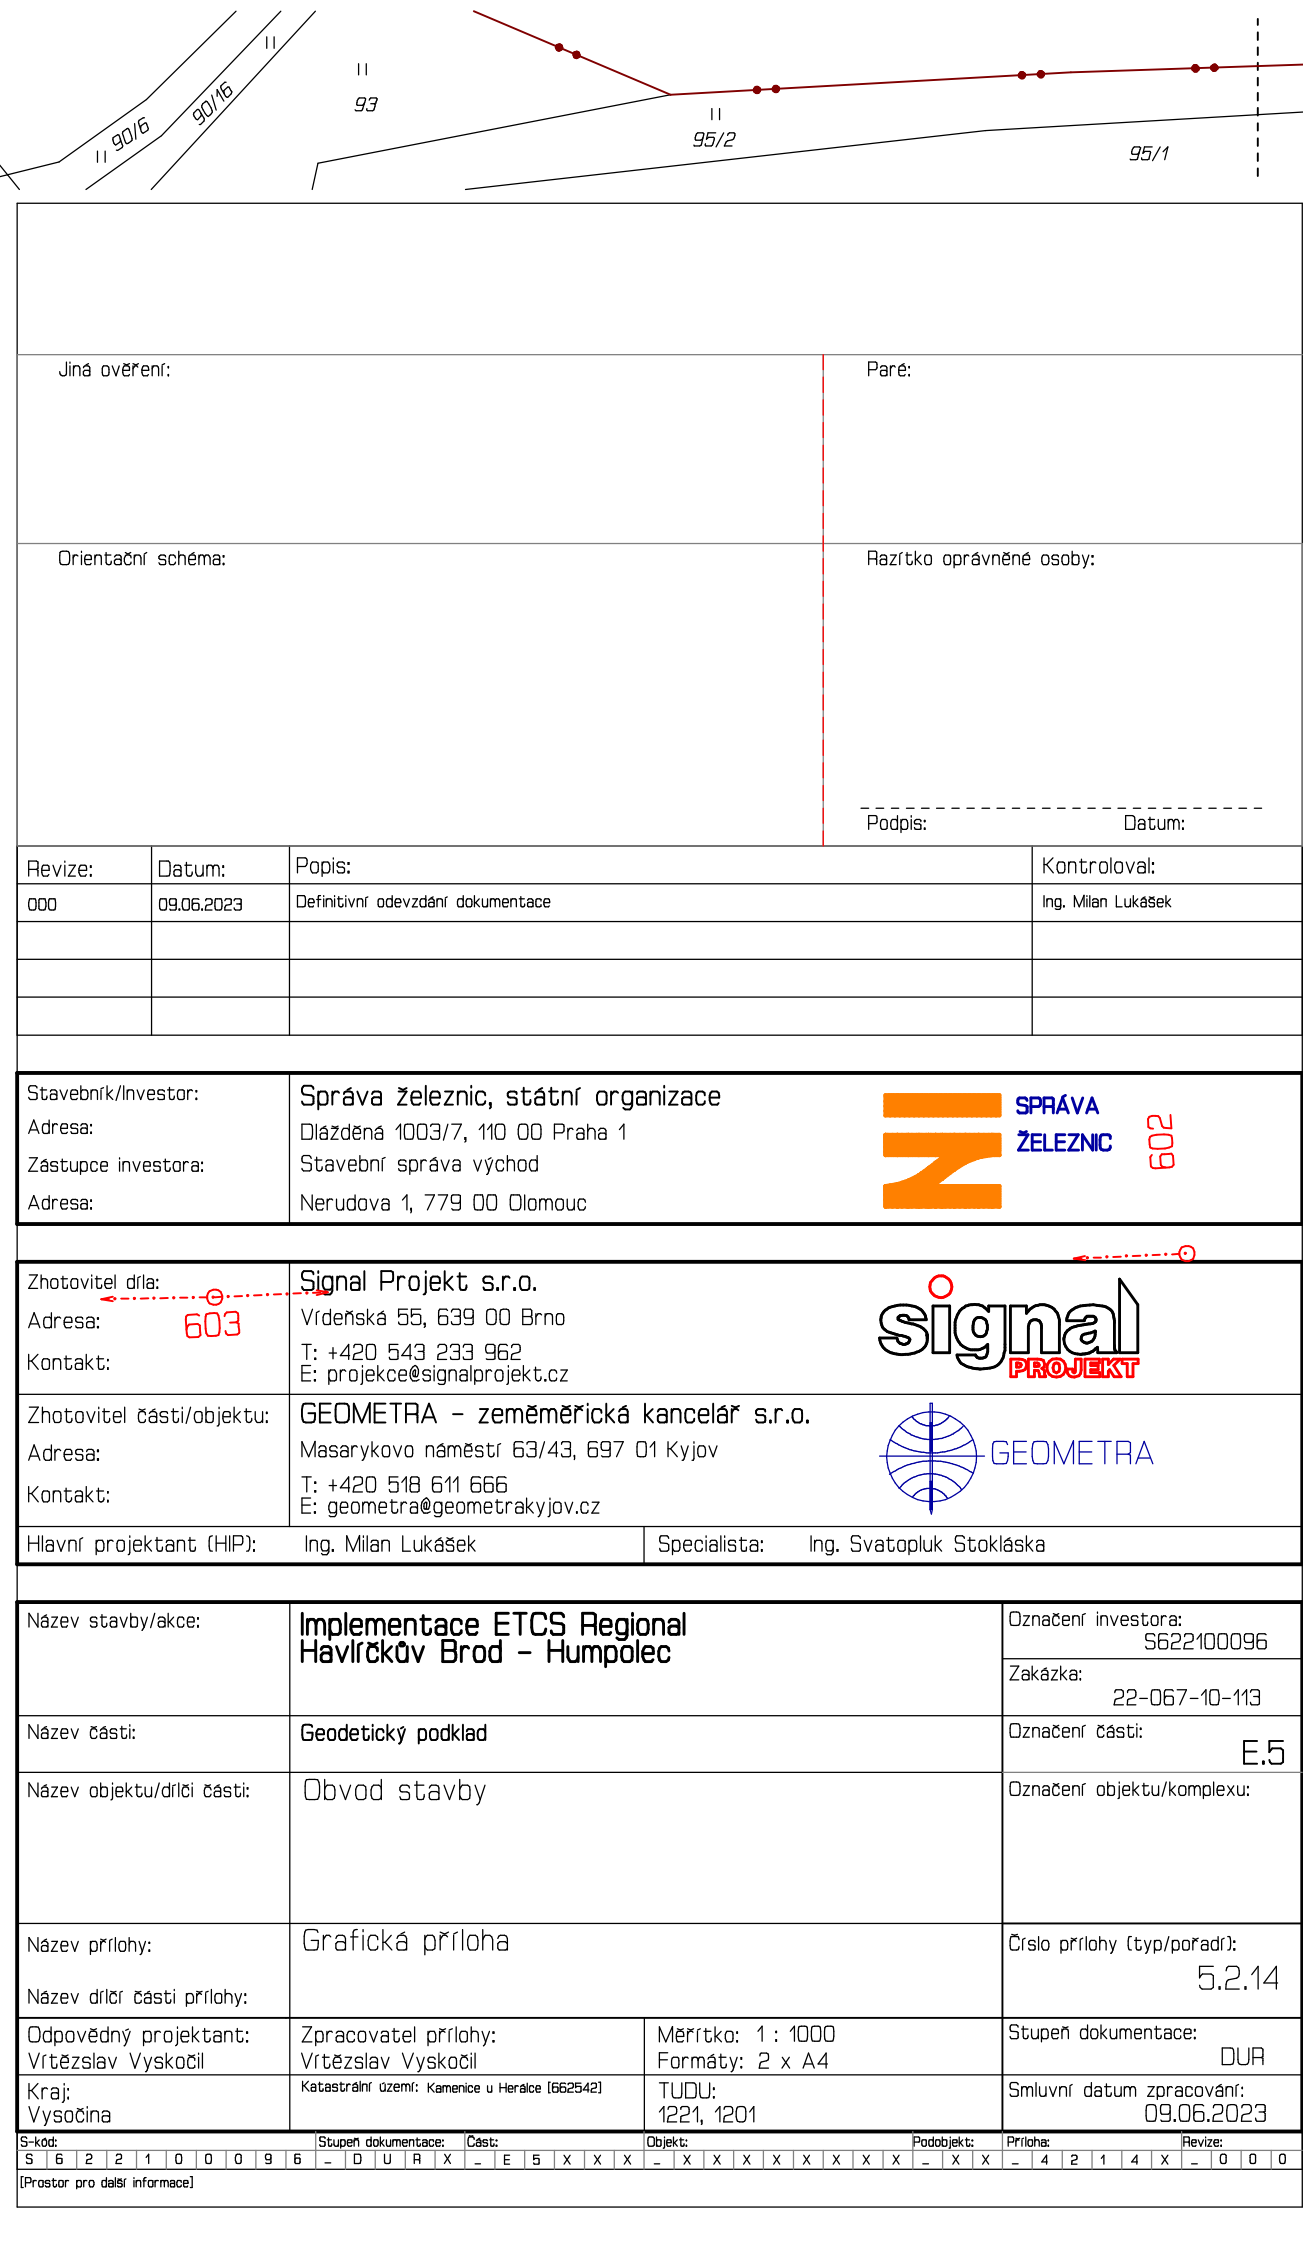 90/6
90/16
93
95/2
95/1
Jiná ověření:
Paré:
Orientační schéma:
Razítko oprávněné osoby:
Podpis:
Datum:
Revize: Datum: Popis: Kontroloval:
000 09.06.2023 Definitivní odevzdání dokumentace Ing. Milan Lukášek
Stavebník/Investor: Správa železnic, státní organizace
Adresa: Dlážděná 1003/7, 110 00 Praha 1
Zástupce investora: Stavební správa východ
Adresa: Nerudova 1, 779 00 Olomouc
SPRÁVA
ŽELEZNIC
602
Zhotovitel díla: Signal Projekt s.r.o.
Adresa: Vídeňská 55, 639 00 Brno
603
Kontakt: T: +420 543 233 962
E: projekce@signalprojekt.cz
signal
PROJEKT
Zhotovitel části/objektu: GEOMETRA - zeměměřická kancelář s.r.o.
Adresa: Masarykovo náměstí 63/43, 697 01 Kyjov
Kontakt: T: +420 518 611 666
E: geometra@geometrakyjov.cz
GEOMETRA
Hlavní projektant (HIP): Ing. Milan Lukášek Specialista: Ing. Svatopluk Stokláska
Název stavby/akce: Implementace ETCS Regional
Havlíčkův Brod - Humpolec
Označení investora:
S622100096
Zakázka:
22-067-10-113
Název části: Geodetický podklad
Označení části:
E.5
Název objektu/dílči části: Obvod stavby
Označení objektu/komplexu:
Název přílohy: Grafická příloha
Číslo přílohy (typ/pořadí):
5.2.14
Název dílčí části přílohy:
Odpovědný projektant: Zpracovatel přílohy: Měřítko: 1 : 1000 Stupeň dokumentace:
Vítězslav Vyskočil Vítězslav Vyskočil Formáty: 2 x A4 DUR
Kraj: Katastrální území: Kamenice u Herálce [662542] TUDU: Smluvní datum zpracování:
Vysočina 1221, 1201 09.06.2023
S-kód: Stupeň dokumentace: Část: Objekt: Podobjekt: Příloha: Revize:
S 6 2 2 1 0 0 0 9 6 _ D U R X _ E 5 X X X _ X X X X X X X X _ X X _ 4 2 1 4 X _ 0 0 0
[Prostor pro další informace]